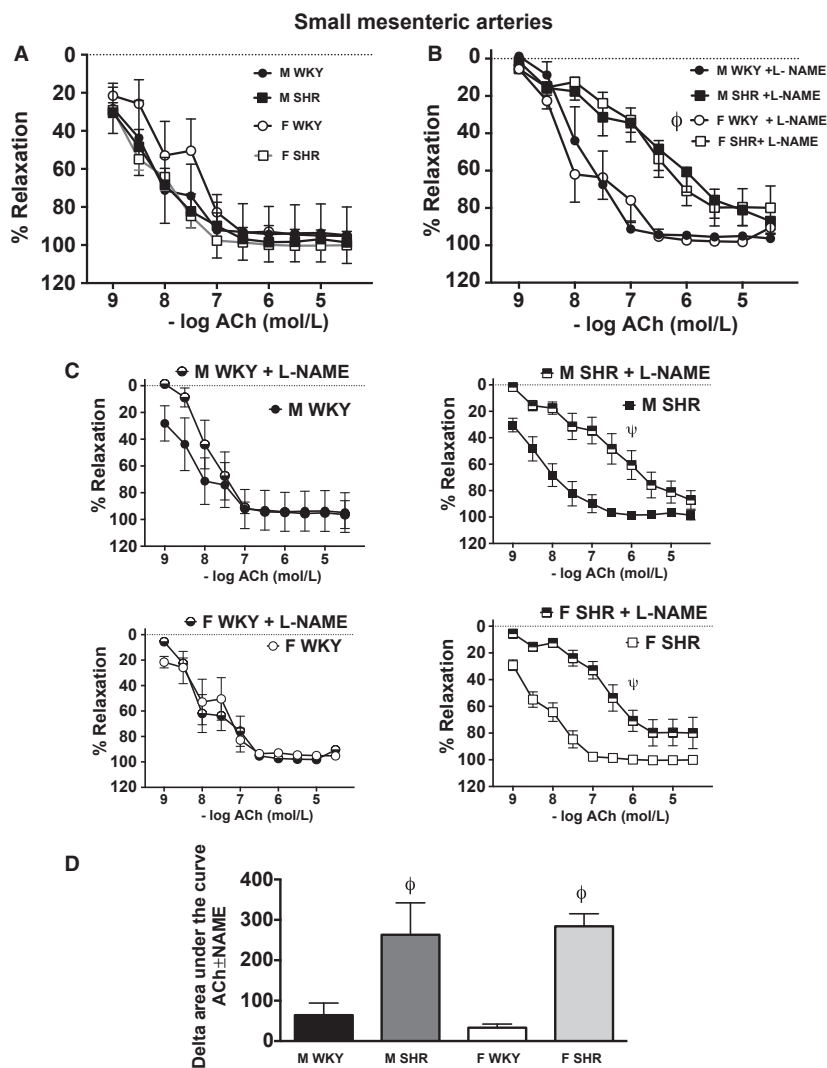 Small mesenteric arteries
A
0
20
40
60
80
100
120
% Relaxation
9 8 7 6 5
- log ACh (mol/L)
M WKY
M SHR
F WKY
F SHR
B
0
20
40
60
80
100
120
% Relaxation
9 8 7 6 5
- log ACh (mol/L)
M WKY +L- NAME
M SHR +L-NAME
ϕ F WKY + L-NAME
F SHR+ L-NAME
C
M WKY + L-NAME
M WKY
0
20
40
60
80
100
120
% Relaxation
9 8 7 6 5
- log ACh (mol/L)
M SHR + L-NAME
M SHR
ψ
0
20
40
60
80
100
120
% Relaxation
9 8 7 6 5
- log ACh (mol/L)
F WKY + L-NAME
F WKY
0
20
40
60
80
100
120
% Relaxation
9 8 7 6 5
- log ACh (mol/L)
F SHR + L-NAME
F SHR
ψ
0
20
40
60
80
100
120
% Relaxation
9 8 7 6 5
- log ACh (mol/L)
D
Delta area under the curve
ACh±NAME
400
300
200
100
0
ϕ ϕ
M WKY M SHR F WKY F SHR